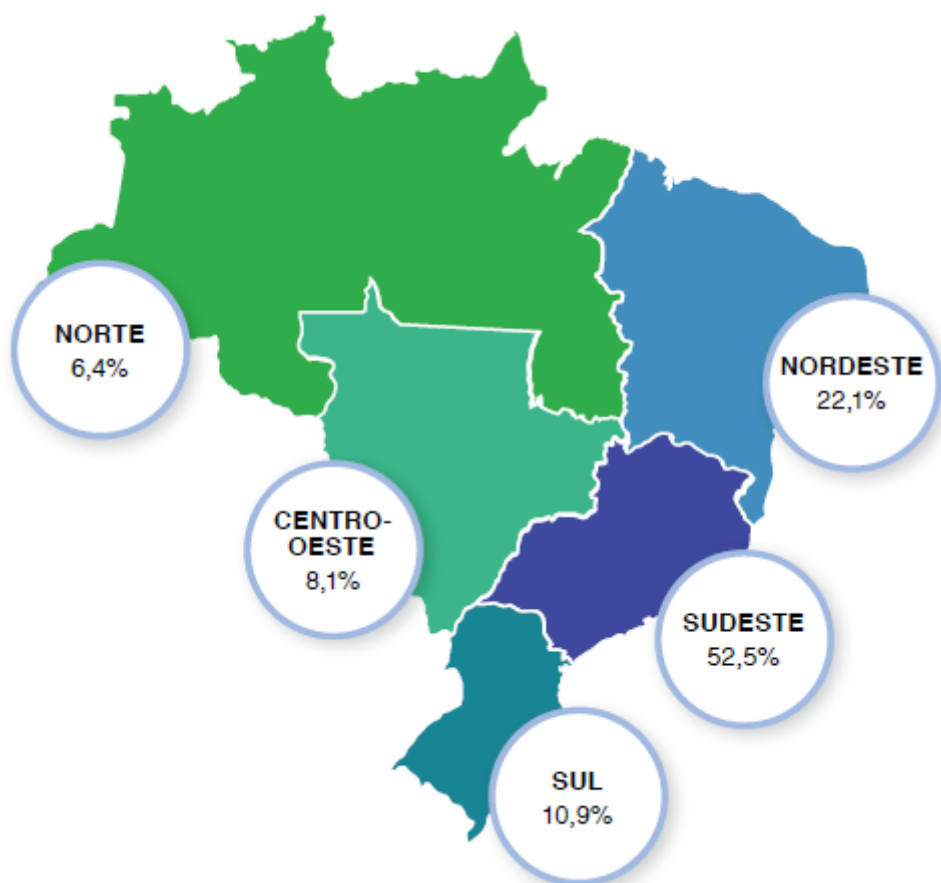 NORTE
6,4%
NORDESTE
22,1%
CENTRO-
OESTE
8,1%
SUDESTE
52,5%
SUL
10,9%